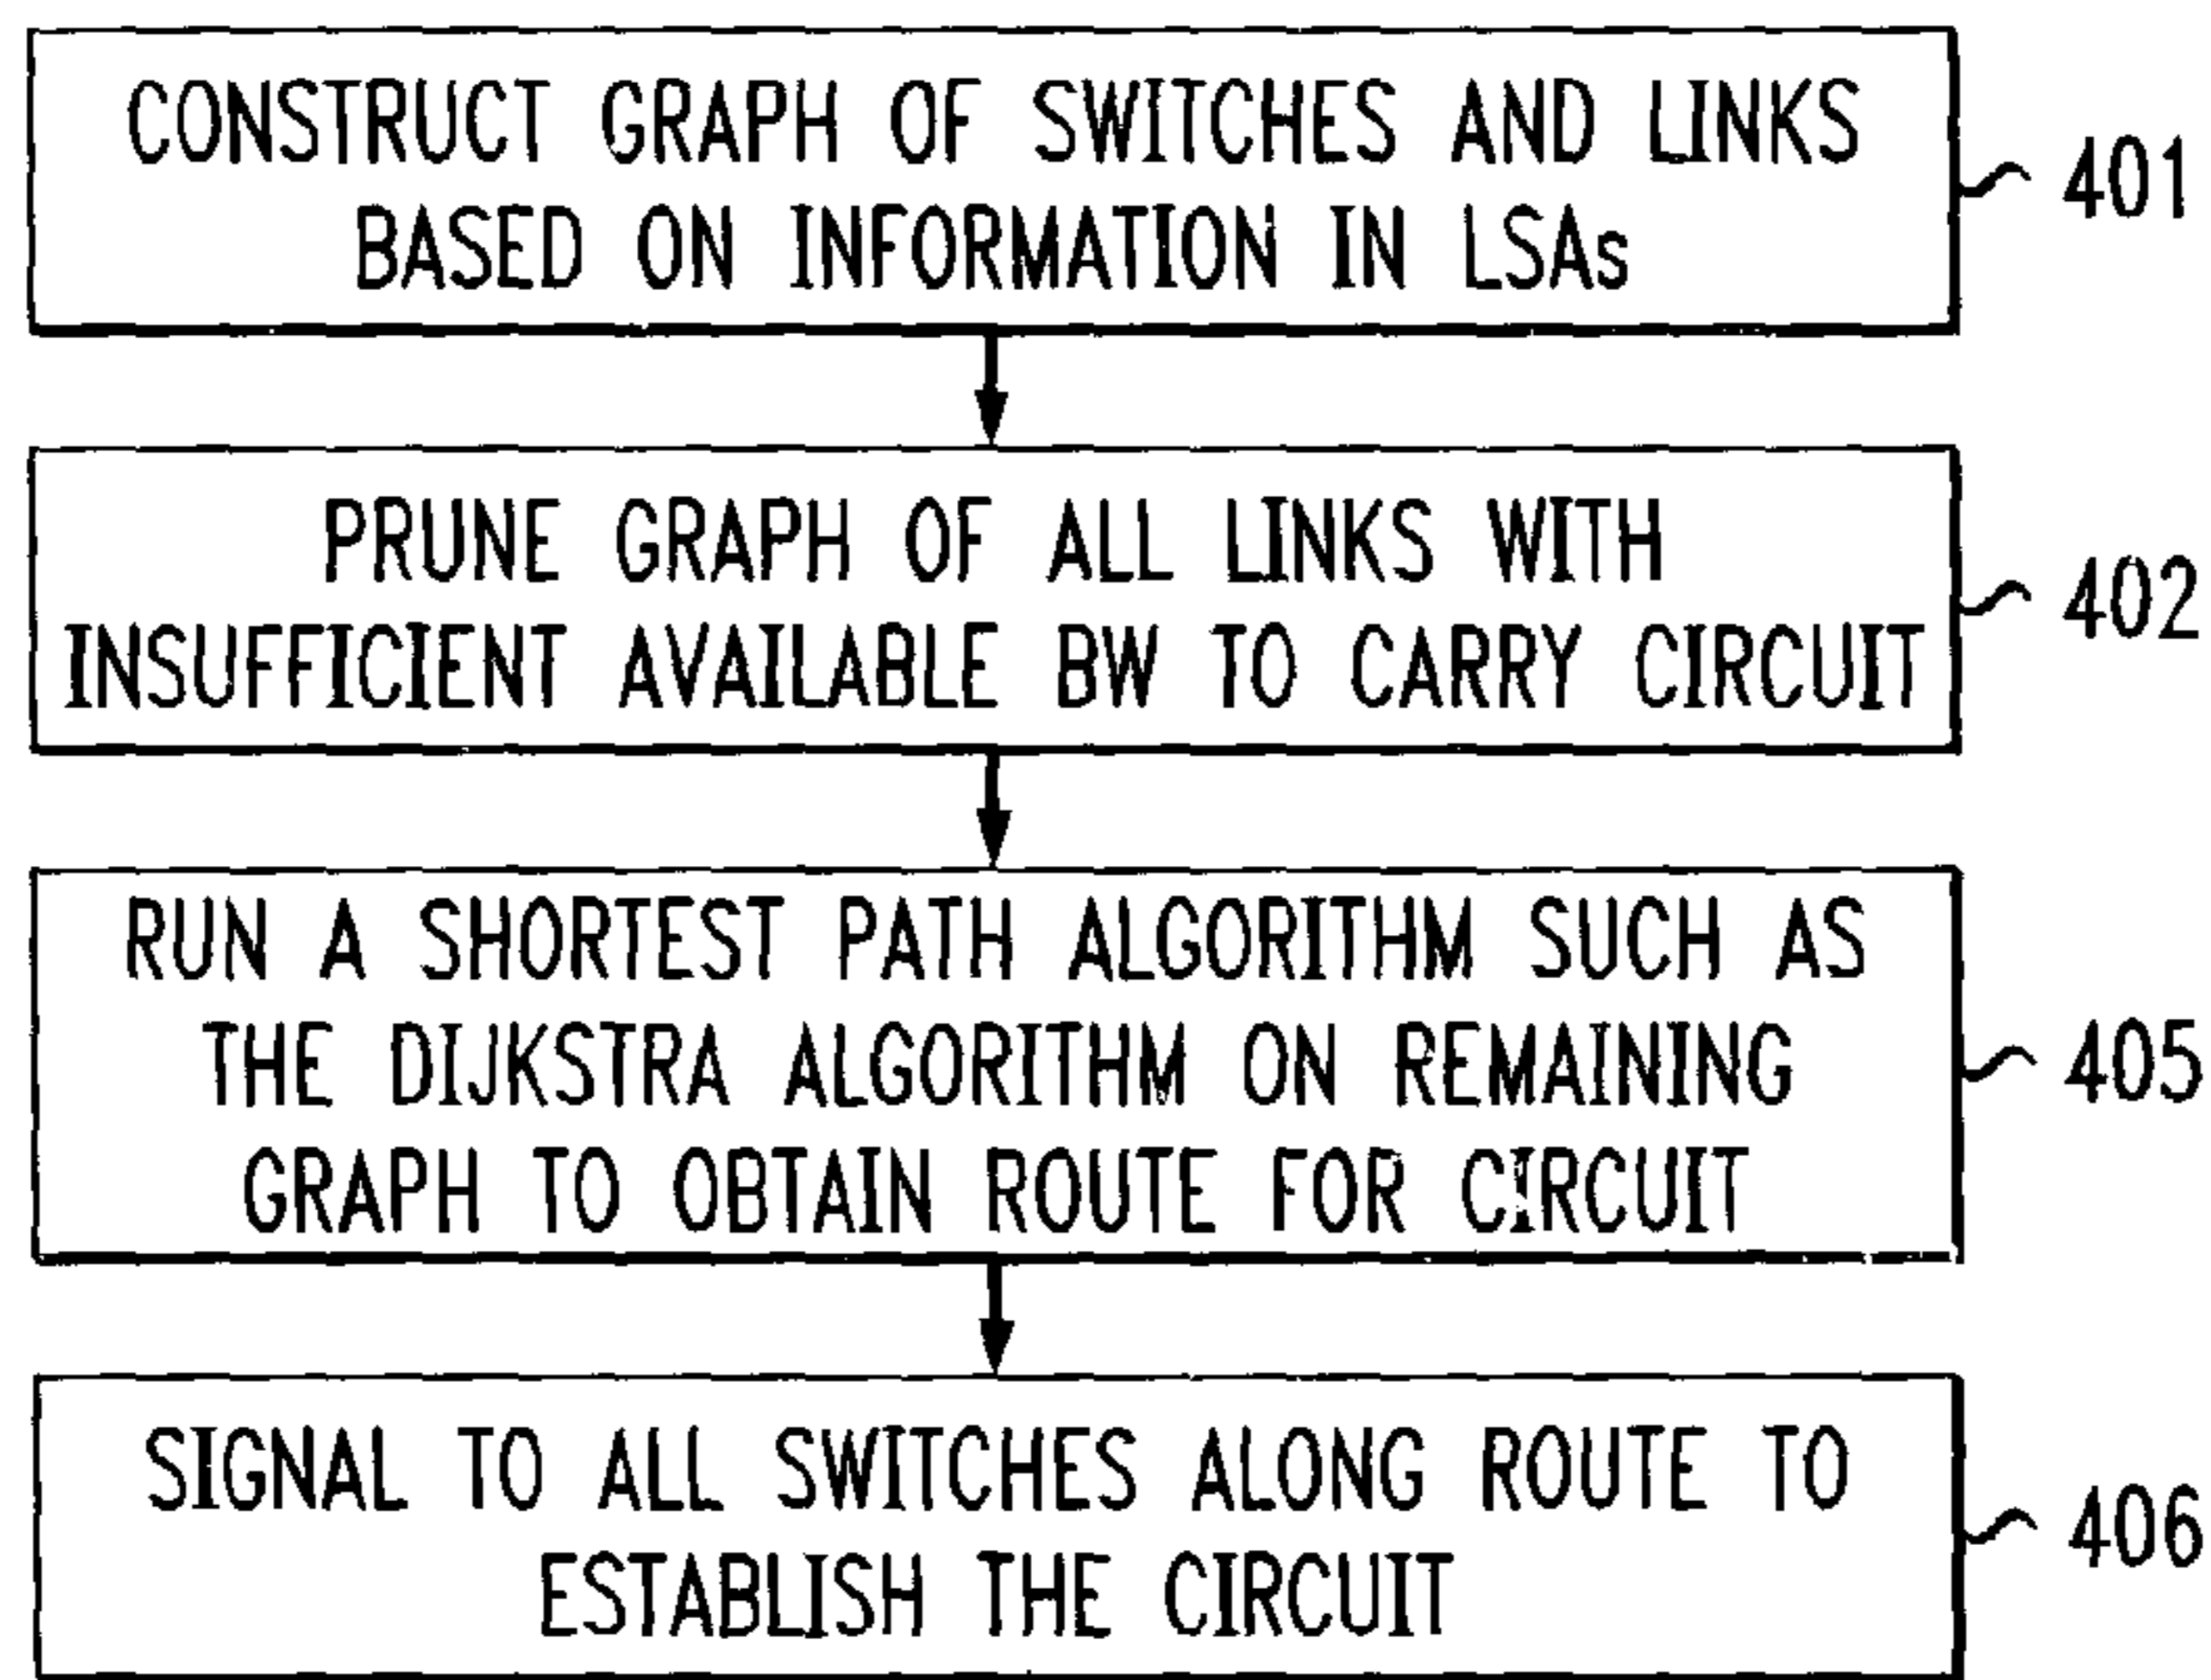 CONSTRUCT GRAPH OF SWITCHES AND LINKS
BASED ON INFORMATION IN LSAs
401
PRUNE GRAPH OF ALL LINKS WITH
INSUFFICIENT AVAILABLE BW TO CARRY CIRCUIT
402
RUN A SHORTEST PATH ALGORITHM SUCH AS
THE DIJKSTRA ALGORITHM ON REMAINING
GRAPH TO OBTAIN ROUTE FOR CIRCUIT
405
SIGNAL TO ALL SWITCHES ALONG ROUTE TO
ESTABLISH THE CIRCUIT
406